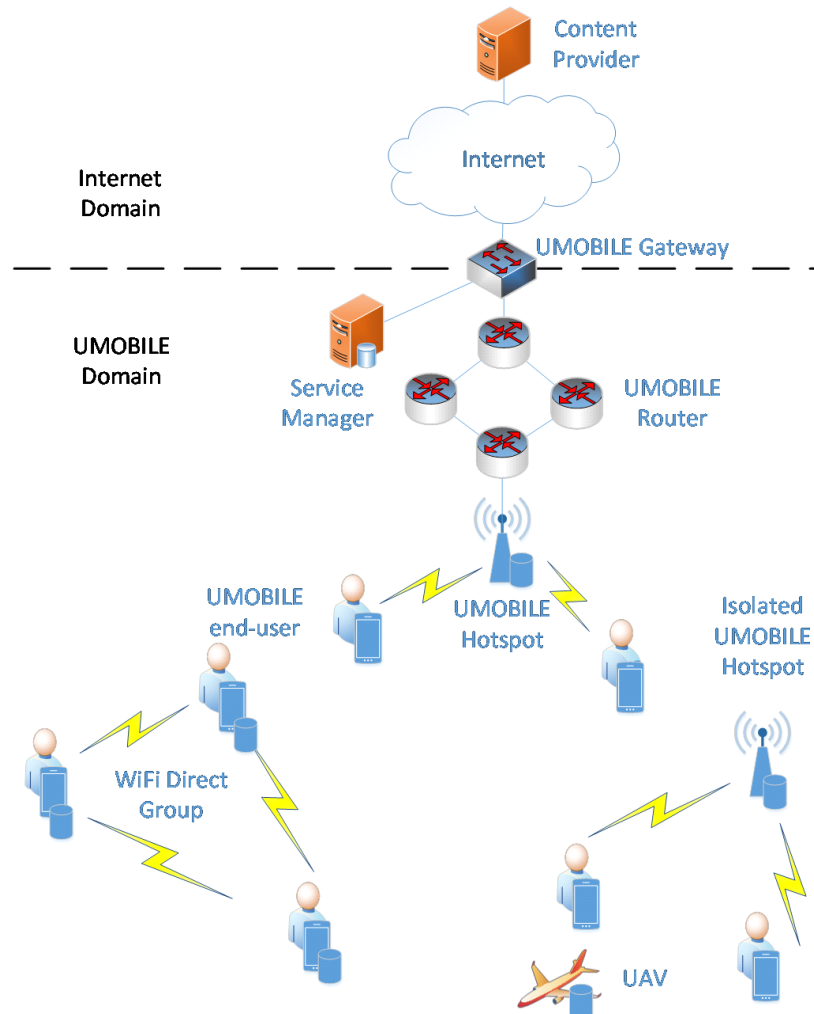 Content
Provider
Internet
Internet
Domain
UMOBILE Gateway
UMOBILE
Domain
Service
Manager
UMOBILE
Router
UMOBILE
end-user
UMOBILE
Hotspot
Isolated
UMOBILE
Hotspot
WiFi Direct
Group
UAV